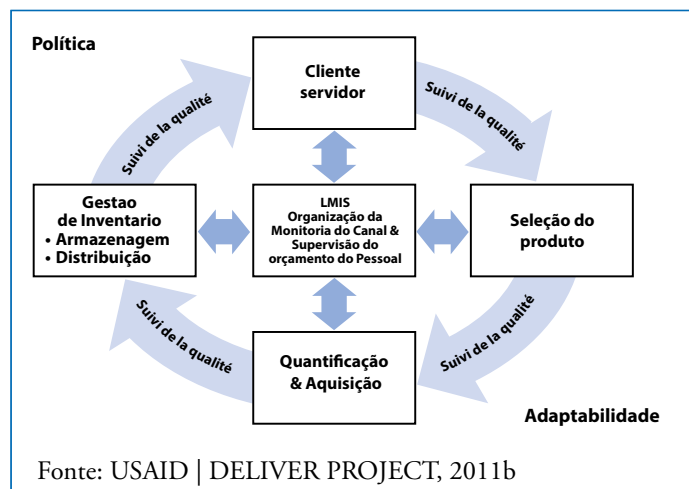 Política
Cliente
servidor
Suivi de la qualité
Suivi de la qualité
Gestao
de Inventario
• Armazenagem
• Distribuição
LMIS
Organização da
Monitoria do Canal &
Supervisão do
orçamento do Pessoal
Seleção do
produto
Suivi de la qualité
Suivi de la qualité
Quantificação
& Aquisição
Adaptabilidade
Fonte: USAID | DELIVER PROJECT, 2011b